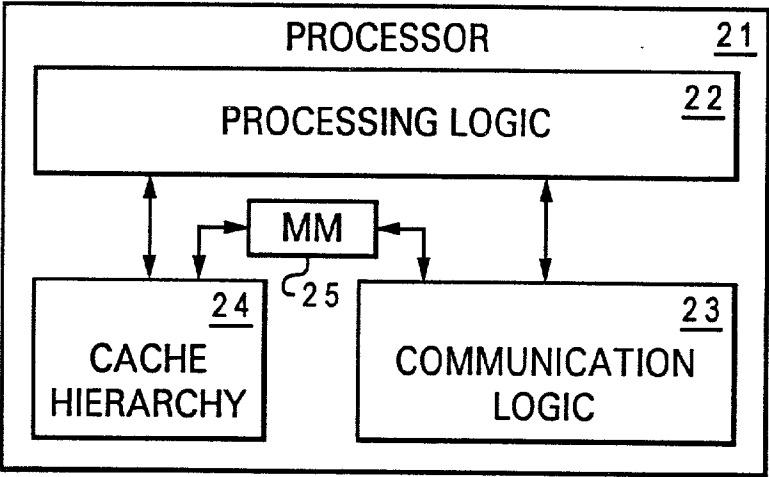 PROCESSOR 21
22
PROCESSING LOGIC
MM
25
24
CACHE
HIERARCHY
23
COMMUNICATION
LOGIC